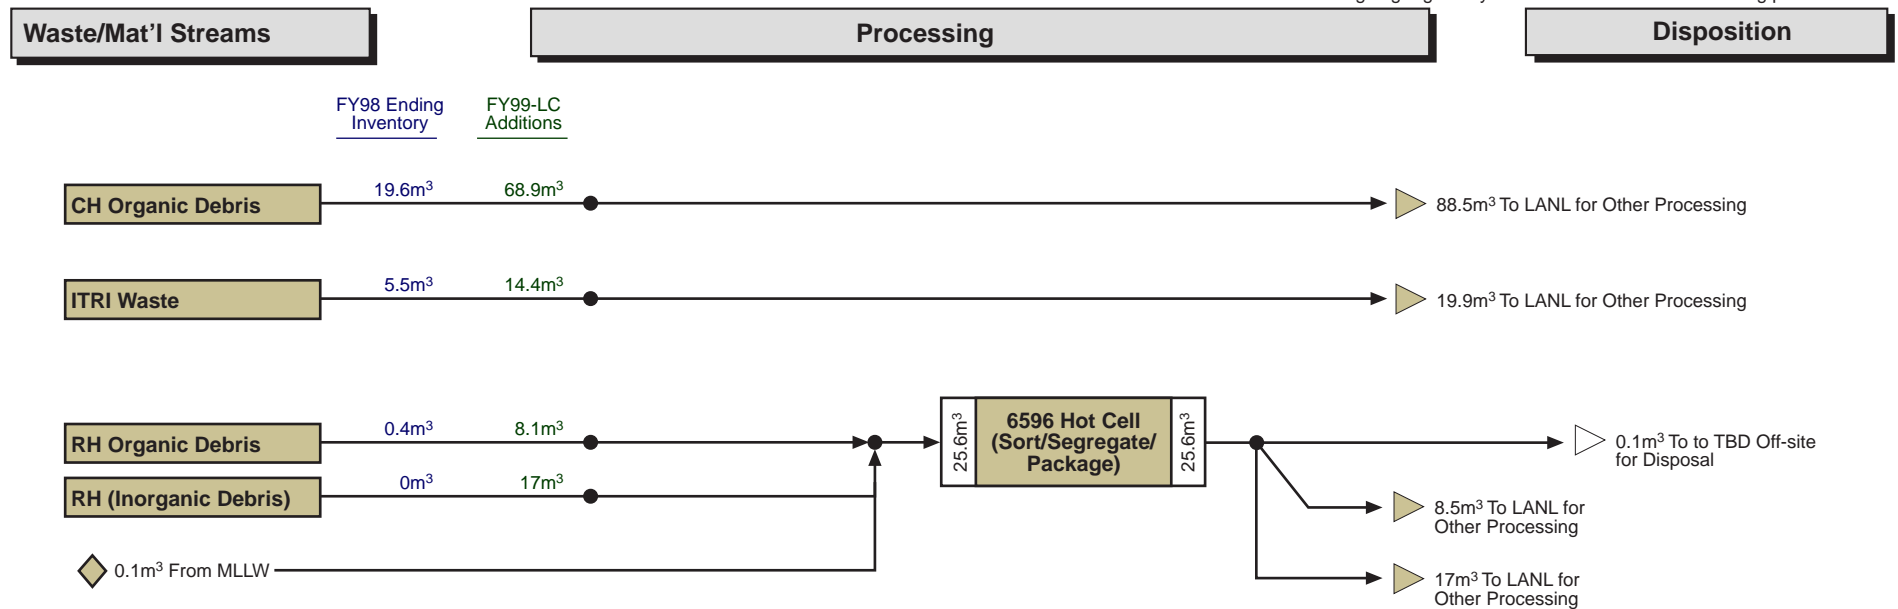 Waste/Mat'l Streams
Processing
Disposition
FY98 Ending
Inventory
FY99-LC
Additions
CH Organic Debris
19.6m³
68.9m³
88.5m³ To LANL for Other Processing
ITRI Waste
5.5m³
14.4m³
19.9m³ To LANL for Other Processing
RH Organic Debris
0.4m³
8.1m³
25.6m³
6596 Hot Cell
(Sort/Segregate/
Package)
25.6m³
0.1m³ To to TBD Off-site
for Disposal
RH (Inorganic Debris)
0m³
17m³
8.5m³ To LANL for
Other Processing
0.1m³ From MLLW
17m³ To LANL for
Other Processing